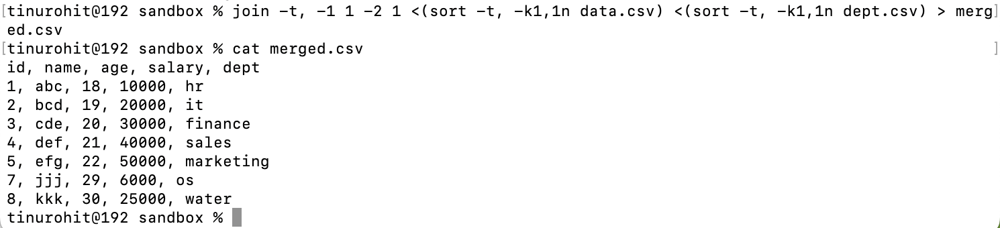 [tinurohit@192 sandbox % join -t, -1 1 -2 1 <(sort -t, -k1,1n data.csv) <(sort -t, -k1,1n dept.csv) > merg]
ed.csv
[tinurohit@192 sandbox % cat merged.csv ]
id, name, age, salary, dept
1, abc, 18, 10000, hr
2, bcd, 19, 20000, it
3, cde, 20, 30000, finance
4, def, 21, 40000, sales
5, efg, 22, 50000, marketing
7, jjj, 29, 6000, os
8, kkk, 30, 25000, water
tinurohit@192 sandbox %